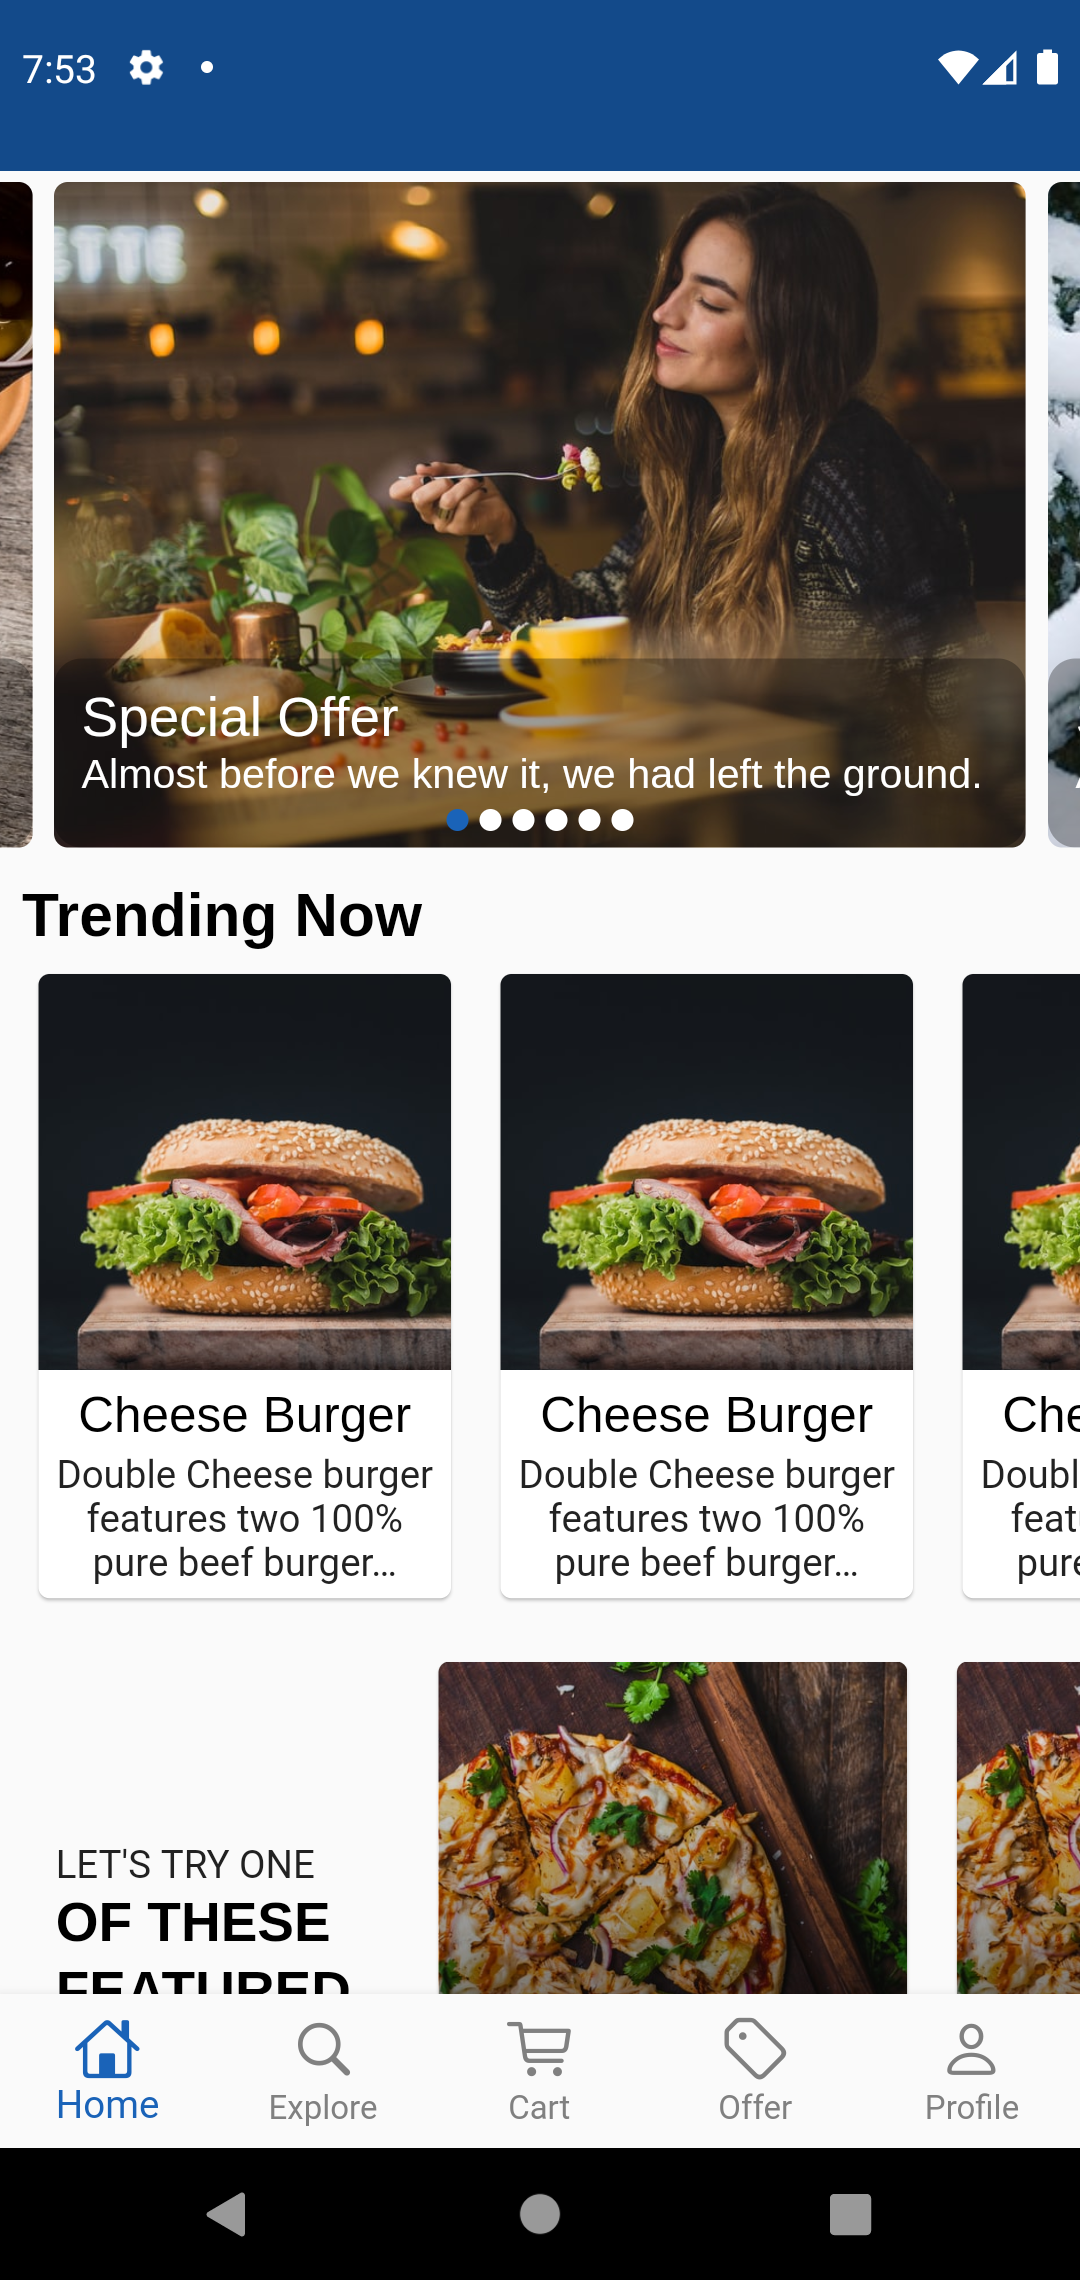 7:53
ETTE
Special Offer
Almost before we knew it, we had left the ground.
Trending Now
Cheese Burger
Double Cheese burger
features two 100%
pure beef burger...
Cheese Burger
Double Cheese burger
features two 100%
pure beef burger...
Che
Doubl
feat
pure
LET'S TRY ONE
OF THESE
FEATURED
Home
Explore
Cart
Offer
Profile